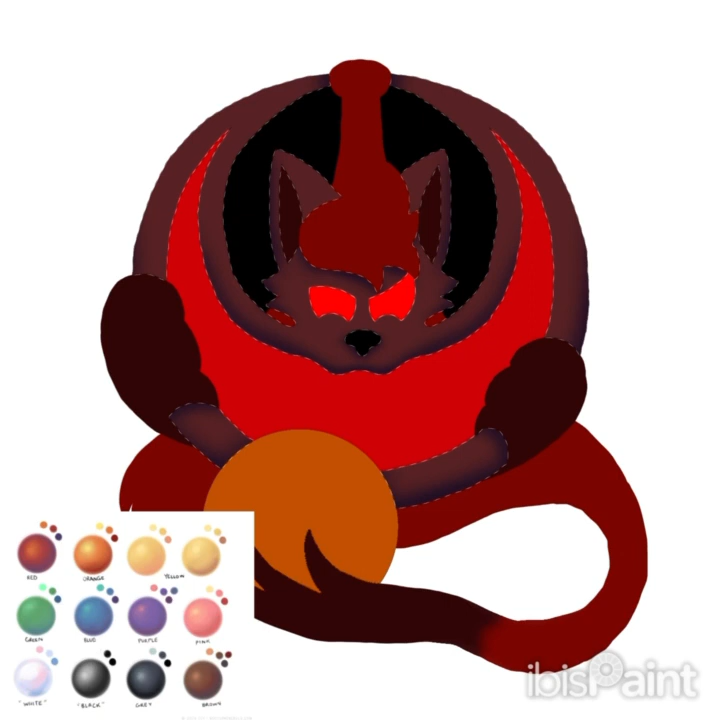 RED
ORANGE
YELLOW
GREEN
BLUE
PURPLE
PINK
"WHITE"
"BLACK"
GREY
BROWN
ibisPaint